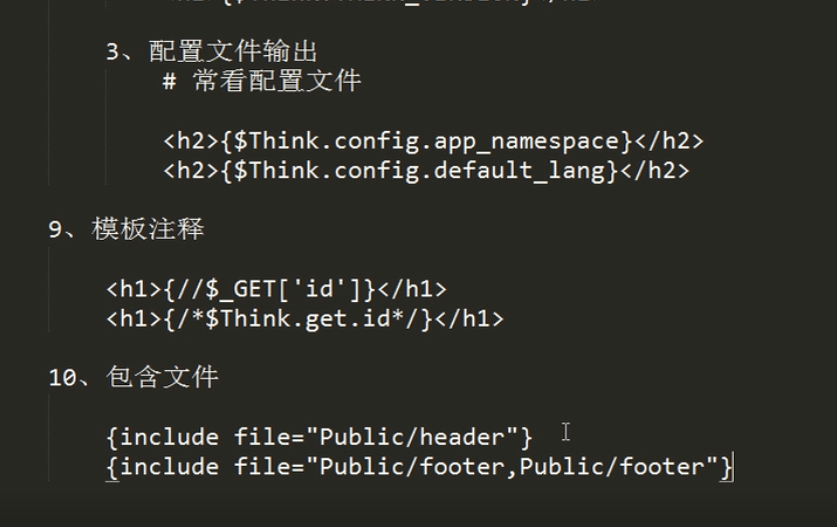 3、配置文件输出
# 常看配置文件
<h2>{$Think.config.app_namespace}</h2>
<h2>{$Think.config.default_lang}</h2>
9、模板注释
<h1>{//$_GET['id']}</h1>
<h1>{/*$Think.get.id*/}</h1>
10、包含文件
{include file="Public/header"}
{include file="Public/footer,Public/footer"}